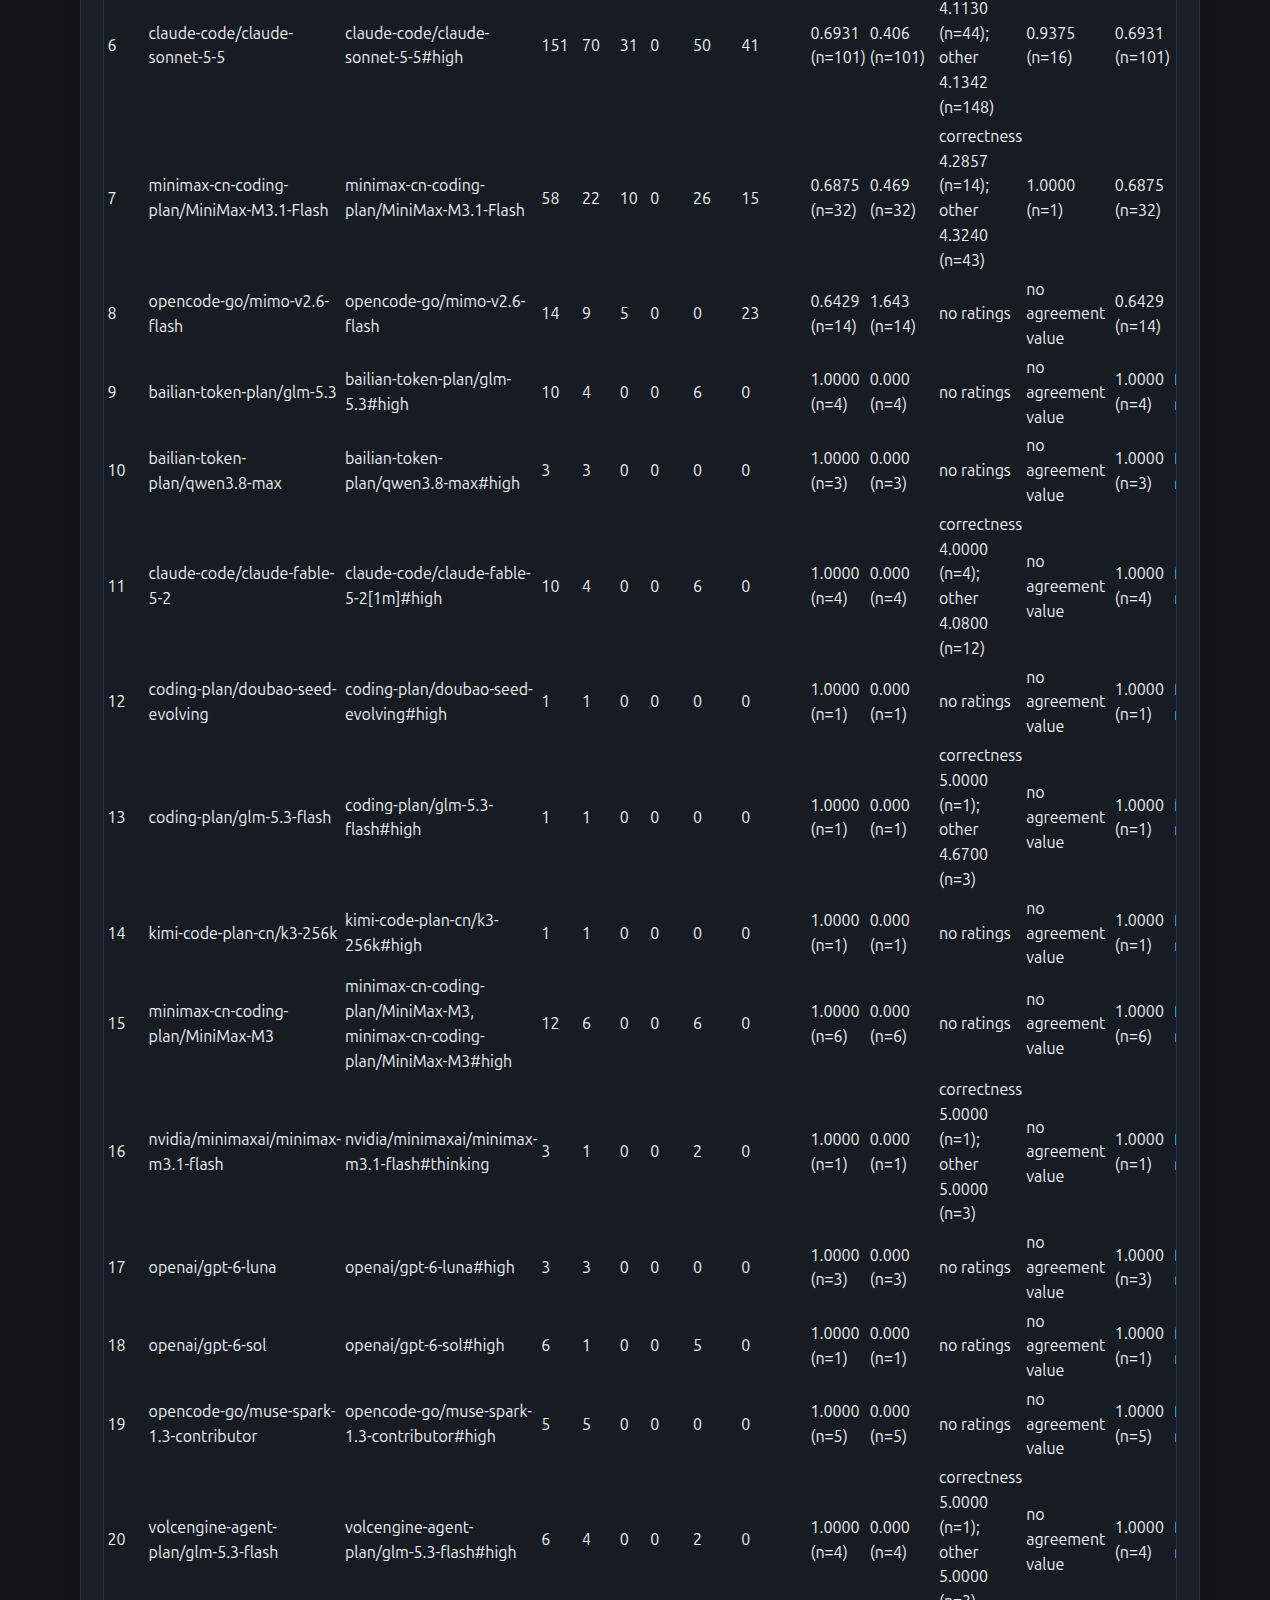 6 claude-code/claude-sonnet-5-5 claude-code/claude-sonnet-5-5#high 151 70 31 0 50 41 0.6931 (n=101) 0.406 (n=101) 4.1130 (n=44); other 4.1342 (n=148) 0.9375 (n=16) 0.6931 (n=101)
7 minimax-cn-coding-plan/MiniMax-M3.1-Flash minimax-cn-coding-plan/MiniMax-M3.1-Flash 58 22 10 0 26 15 0.6875 (n=32) 0.469 (n=32) correctness 4.2857 (n=14); other 4.3240 (n=43) 1.0000 (n=1) 0.6875 (n=32)
8 opencode-go/mimo-v2.6-flash opencode-go/mimo-v2.6-flash 14 9 5 0 0 23 0.6429 (n=14) 1.643 (n=14) no ratings no agreement value 0.6429 (n=14)
9 bailian-token-plan/glm-5.3 bailian-token-plan/glm-5.3#high 10 4 0 0 6 0 1.0000 (n=4) 0.000 (n=4) no ratings no agreement value 1.0000 (n=4)
10 bailian-token-plan/qwen3.8-max bailian-token-plan/qwen3.8-max#high 3 3 0 0 0 0 1.0000 (n=3) 0.000 (n=3) no ratings no agreement value 1.0000 (n=3)
11 claude-code/claude-fable-5-2 claude-code/claude-fable-5-2[1m]#high 10 4 0 0 6 0 1.0000 (n=4) 0.000 (n=4) correctness 4.0000 (n=4); other 4.0800 (n=12) no agreement value 1.0000 (n=4)
12 coding-plan/doubao-seed-evolving coding-plan/doubao-seed-evolving#high 1 1 0 0 0 0 1.0000 (n=1) 0.000 (n=1) no ratings no agreement value 1.0000 (n=1)
13 coding-plan/glm-5.3-flash coding-plan/glm-5.3-flash#high 1 1 0 0 0 0 1.0000 (n=1) 0.000 (n=1) correctness 5.0000 (n=1); other 4.6700 (n=3) no agreement value 1.0000 (n=1)
14 kimi-code-plan-cn/k3-256k kimi-code-plan-cn/k3-256k#high 1 1 0 0 0 0 1.0000 (n=1) 0.000 (n=1) no ratings no agreement value 1.0000 (n=1)
15 minimax-cn-coding-plan/MiniMax-M3 minimax-cn-coding-plan/MiniMax-M3, minimax-cn-coding-plan/MiniMax-M3#high 12 6 0 0 6 0 1.0000 (n=6) 0.000 (n=6) no ratings no agreement value 1.0000 (n=6)
16 nvidia/minimaxai/minimax-m3.1-flash nvidia/minimaxai/minimax-m3.1-flash#thinking 3 1 0 0 2 0 1.0000 (n=1) 0.000 (n=1) correctness 5.0000 (n=1); other 5.0000 (n=3) no agreement value 1.0000 (n=1)
17 openai/gpt-6-luna openai/gpt-6-luna#high 3 3 0 0 0 0 1.0000 (n=3) 0.000 (n=3) no ratings no agreement value 1.0000 (n=3)
18 openai/gpt-6-sol openai/gpt-6-sol#high 6 1 0 0 5 0 1.0000 (n=1) 0.000 (n=1) no ratings no agreement value 1.0000 (n=1)
19 opencode-go/muse-spark-1.3-contributor opencode-go/muse-spark-1.3-contributor#high 5 5 0 0 0 0 1.0000 (n=5) 0.000 (n=5) no ratings no agreement value 1.0000 (n=5)
20 volcengine-agent-plan/glm-5.3-flash volcengine-agent-plan/glm-5.3-flash#high 6 4 0 0 2 0 1.0000 (n=4) 0.000 (n=4) correctness 5.0000 (n=1); other 5.0000 no agreement value 1.0000 (n=4)